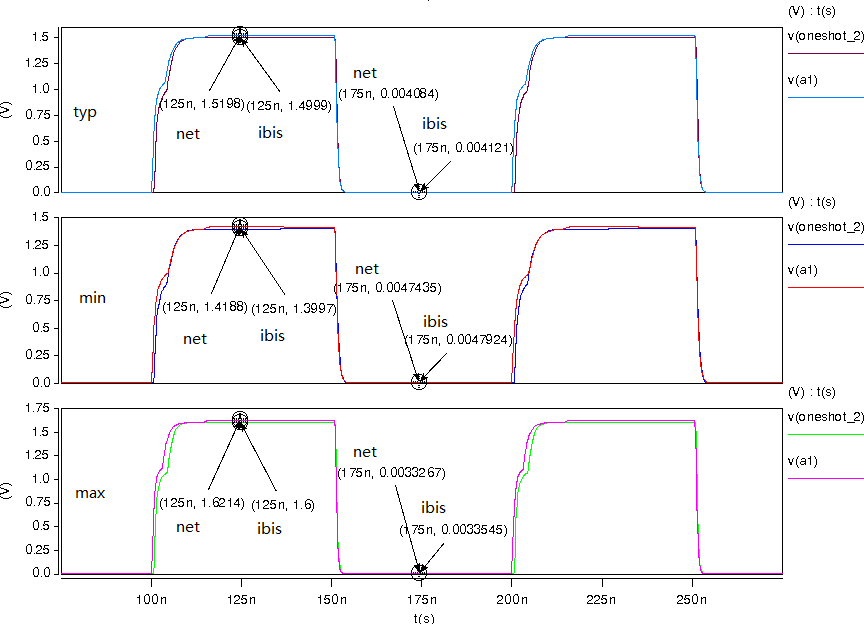 (V) : t(s)
v(oneshot_2)
v(a1)
1.5
1.25
1.0
0.75
0.5
0.25
0.0
(V)
typ
(125n, 1.5198)
(125n, 1.4999)
net
ibis
net
(175n, 0.004084)
ibis
(175n, 0.004121)
(V) : t(s)
v(oneshot_2)
v(a1)
1.5
1.25
1.0
0.75
0.5
0.25
0.0
(V)
min
(125n, 1.4188)
(125n, 1.3997)
net
ibis
net
(175n, 0.0047435)
ibis
(175n, 0.0047924)
(V) : t(s)
v(oneshot_2)
v(a1)
1.75
1.5
1.25
1.0
0.75
0.5
0.25
0.0
(V)
max
(125n, 1.6214)
(125n, 1.6)
net
ibis
net
(175n, 0.0033267)
ibis
(175n, 0.0033545)
100n
125n
150n
175n
200n
225n
250n
t(s)